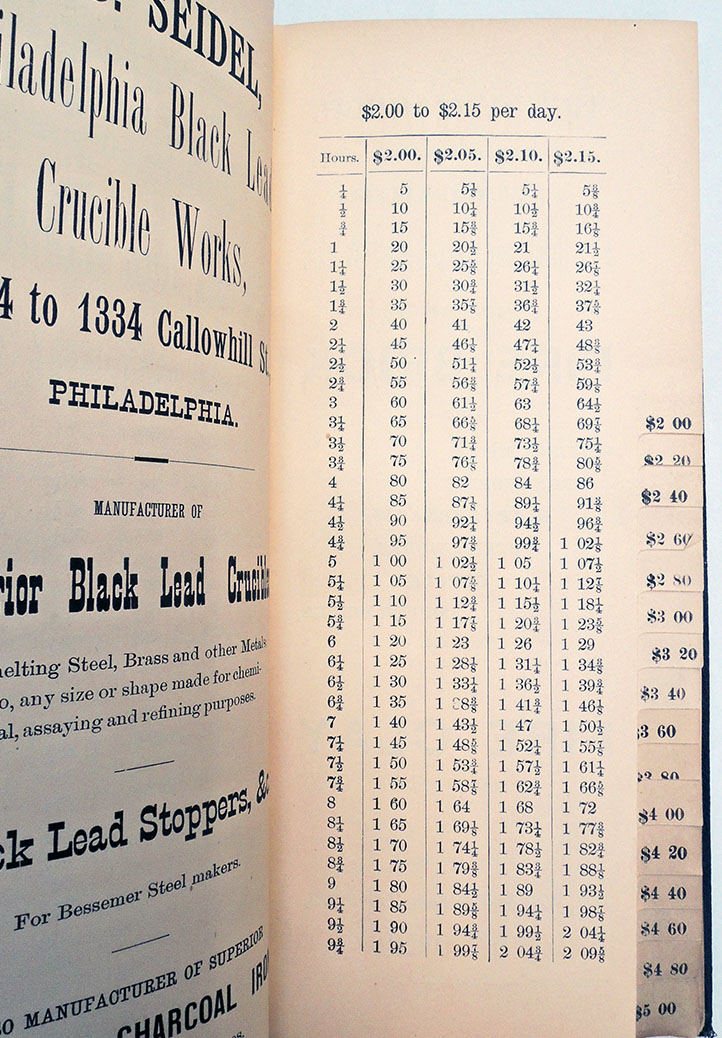 SEIDEL,
Black
Crucible Works,
to 1334 Callowhill St.
PHILADELPHIA.
MANUFACTURER OF
Black Lead
Steel, Brass and other Metals
any size or shape made for chemi-
assaying and refining purposes.
Lead Stoppers, &c
For Bessemer Steel makers.
MANUFACTURER OF SUPERIOR
CHARCOAL
$2.00 to $2.15 per day.
Hours. $2.00. $2.05. $2.10. $2.15.
¼ 5 5⅛ 5¼ 5⅜
½ 10 10¼ 10½ 10¾
¾ 15 15⅜ 15¾ 16⅛
1 20 20½ 21 21½
1¼ 25 25⅝ 26¼ 26⅞
1½ 30 30¾ 31½ 32¼
1¾ 35 35⅞ 36¾ 37⅝
2 40 41 42 43
2¼ 45 46⅛ 47¼ 48⅜
2½ 50 51¼ 52½ 53¾
2¾ 55 56⅜ 57¾ 59⅛
3 60 61½ 63 64½
3¼ 65 66⅝ 68¼ 69⅞
3½ 70 71¾ 73½ 75¼
3¾ 75 76⅞ 78¾ 80⅝
4 80 82 84 86
4¼ 85 87⅛ 89¼ 91⅜
4½ 90 92¼ 94½ 96¾
4¾ 95 97⅜ 99¾ 1 02⅛
5 1 00 1 02½ 1 05 1 07½
5¼ 1 05 1 07⅝ 1 10¼ 1 12⅞
5½ 1 10 1 12¾ 1 15½ 1 18¼
5¾ 1 15 1 17⅞ 1 20¾ 1 23⅝
6 1 20 1 23 1 26 1 29
6¼ 1 25 1 28⅛ 1 31¼ 1 34⅜
6½ 1 30 1 33¼ 1 36½ 1 39¾
6¾ 1 35 1 38⅜ 1 41¾ 1 45⅛
7 1 40 1 43½ 1 47 1 50½
7¼ 1 45 1 48⅝ 1 52¼ 1 55⅞
7½ 1 50 1 53¾ 1 57½ 1 61¼
7¾ 1 55 1 58⅞ 1 62¾ 1 66⅝
8 1 60 1 64 1 68 1 72
8¼ 1 65 1 69⅛ 1 73¼ 1 77⅜
8½ 1 70 1 74¼ 1 78½ 1 82¾
8¾ 1 75 1 79⅜ 1 83¾ 1 88⅛
9 1 80 1 84½ 1 89 1 93½
9¼ 1 85 1 89⅝ 1 94¼ 1 98⅞
9½ 1 90 1 94¾ 1 99½ 2 04¼
9¾ 1 95 1 99⅞ 2 04¾ 2 09⅝
$2 00
$2 20
$2 40
$2 60
$2 80
$3 00
$3 20
$3 40
$3 60
$3 80
$4 00
$4 20
$4 40
$4 60
$4 80
$5 00